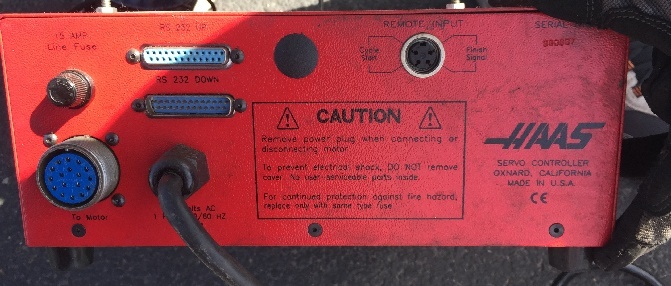 15 AMP
Line Fuse
RS 232 UP
RS 232 DOWN
REMOTE INPUT
Cycle
Start
Finish
Signal
SERIAL
CAUTION
Remove power plug when connecting or
disconnecting motor.
To prevent electrical shock, DO NOT remove
cover. No user serviceable parts inside.
For continued protection against fire hazard,
replace only with same type fuse.
HAAS
SERVO CONTROLLER
OXNARD, CALIFORNIA
MADE IN U.S.A.
CE
To Motor
AC
HZ